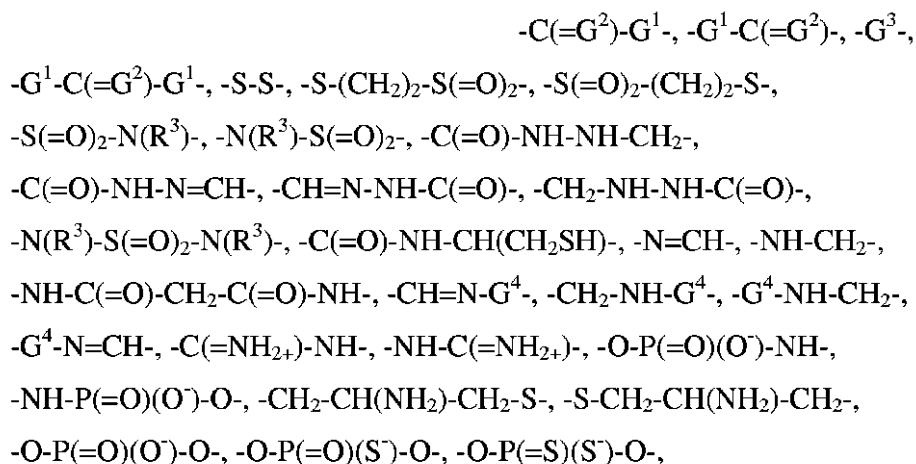 -C(=G²)-G¹-, -G¹-C(=G²)-, -G³-,
-G¹-C(=G²)-G¹-, -S-S-, -S-(CH₂)₂-S(=O)₂-, -S(=O)₂-(CH₂)₂-S-,
-S(=O)₂-N(R³)-, -N(R³)-S(=O)₂-, -C(=O)-NH-NH-CH₂-,
-C(=O)-NH-N=CH-, -CH=N-NH-C(=O)-, -CH₂-NH-NH-C(=O)-,
-N(R³)-S(=O)₂-N(R³)-, -C(=O)-NH-CH(CH₂SH)-, -N=CH-, -NH-CH₂-,
-NH-C(=O)-CH₂-C(=O)-NH-, -CH=N-G⁴-, -CH₂-NH-G⁴-, -G⁴-NH-CH₂-,
-G⁴-N=CH-, -C(=NH₂₊)-NH-, -NH-C(=NH₂₊)-, -O-P(=O)(O⁻)-NH-,
-NH-P(=O)(O⁻)-O-, -CH₂-CH(NH₂)-CH₂-S-, -S-CH₂-CH(NH₂)-CH₂-,
-O-P(=O)(O⁻)-O-, -O-P(=O)(S⁻)-O-, -O-P(=S)(S⁻)-O-,